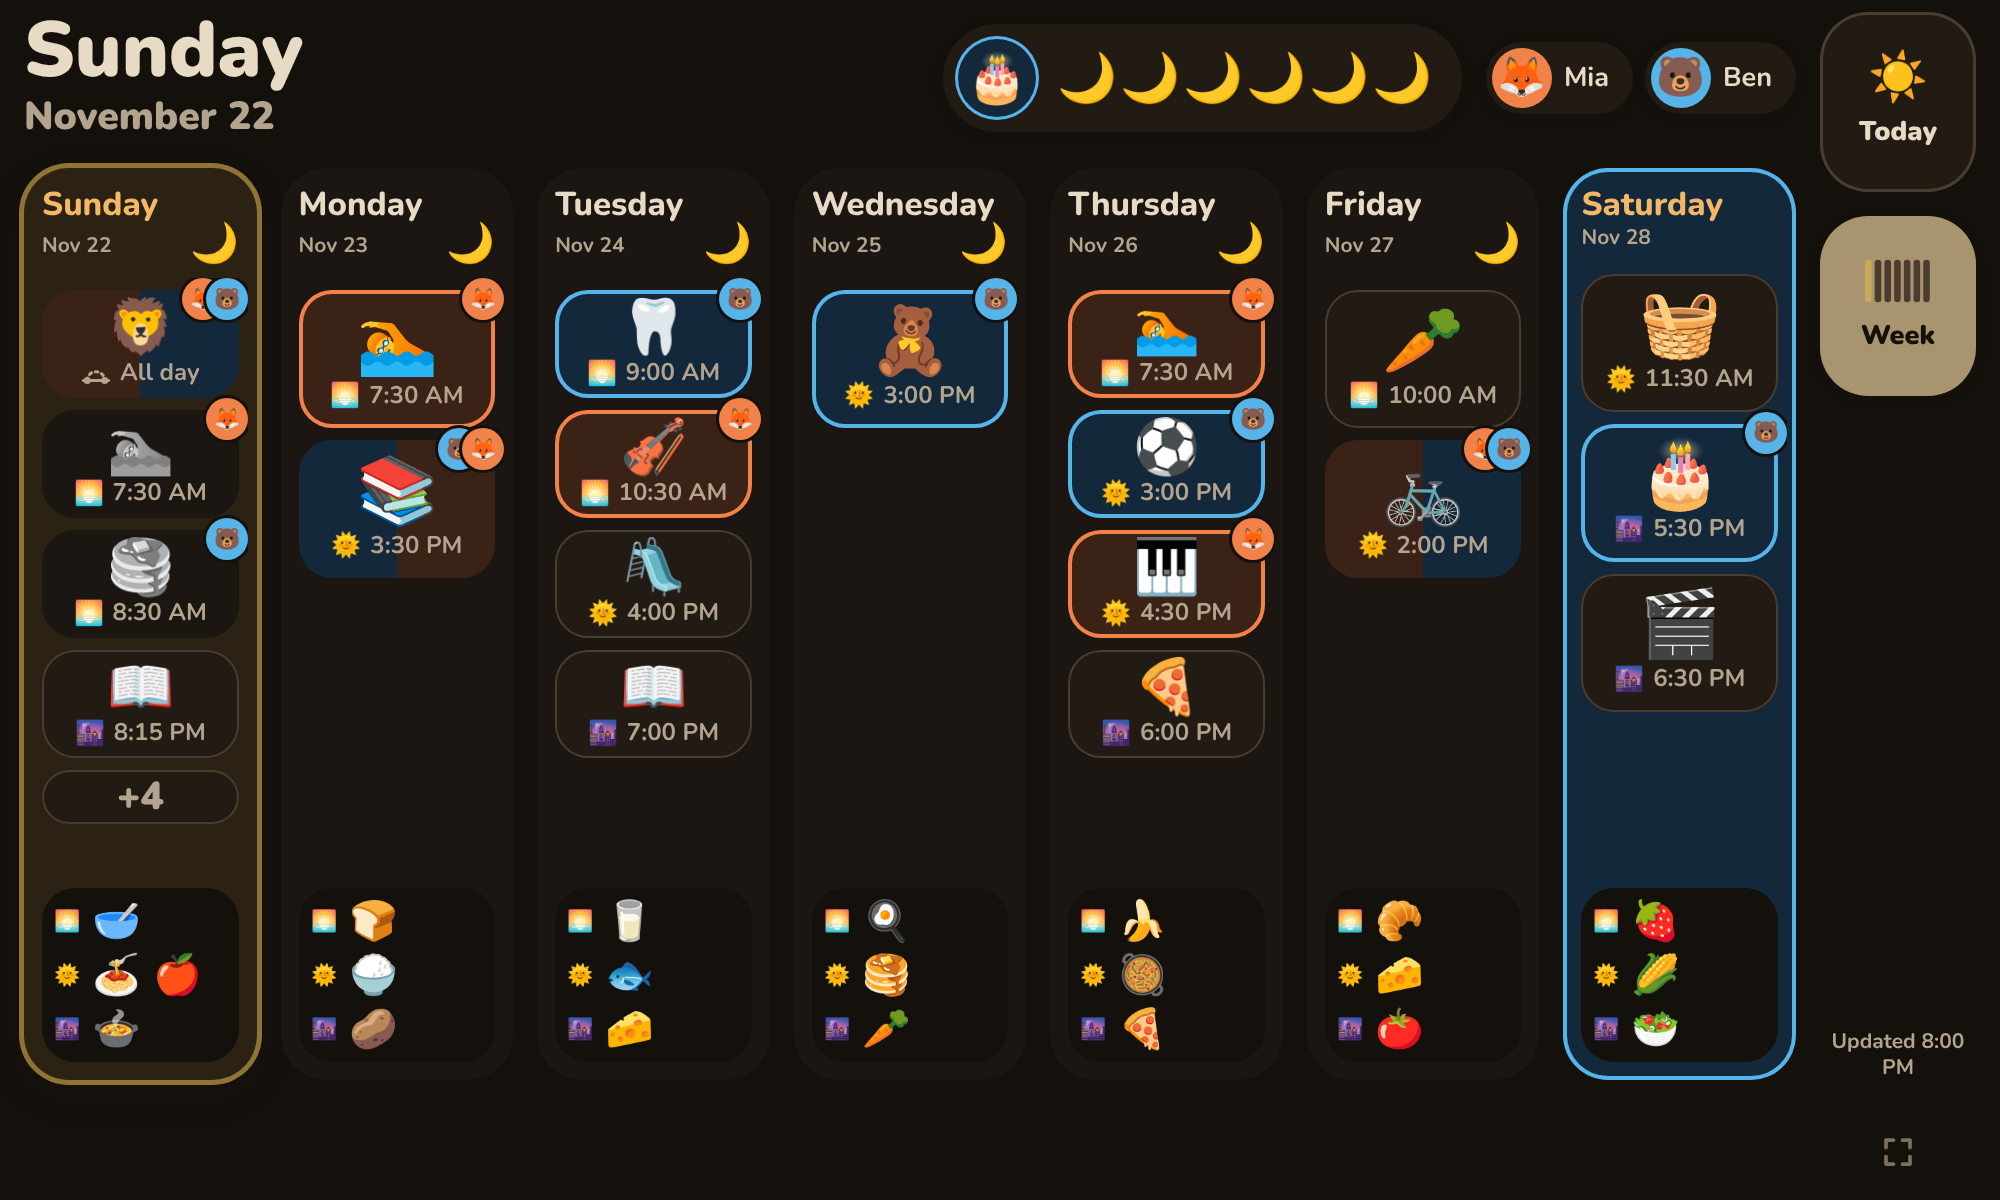 Sunday
November 22
Mia
Ben
Today
Week
Sunday
Nov 22
All day
7:30 AM
8:30 AM
8:15 PM
+4
Monday
Nov 23
7:30 AM
3:30 PM
Tuesday
Nov 24
9:00 AM
10:30 AM
4:00 PM
7:00 PM
Wednesday
Nov 25
3:00 PM
Thursday
Nov 26
7:30 AM
3:00 PM
4:30 PM
6:00 PM
Friday
Nov 27
10:00 AM
2:00 PM
Saturday
Nov 28
11:30 AM
5:30 PM
6:30 PM
Updated 8:00
PM